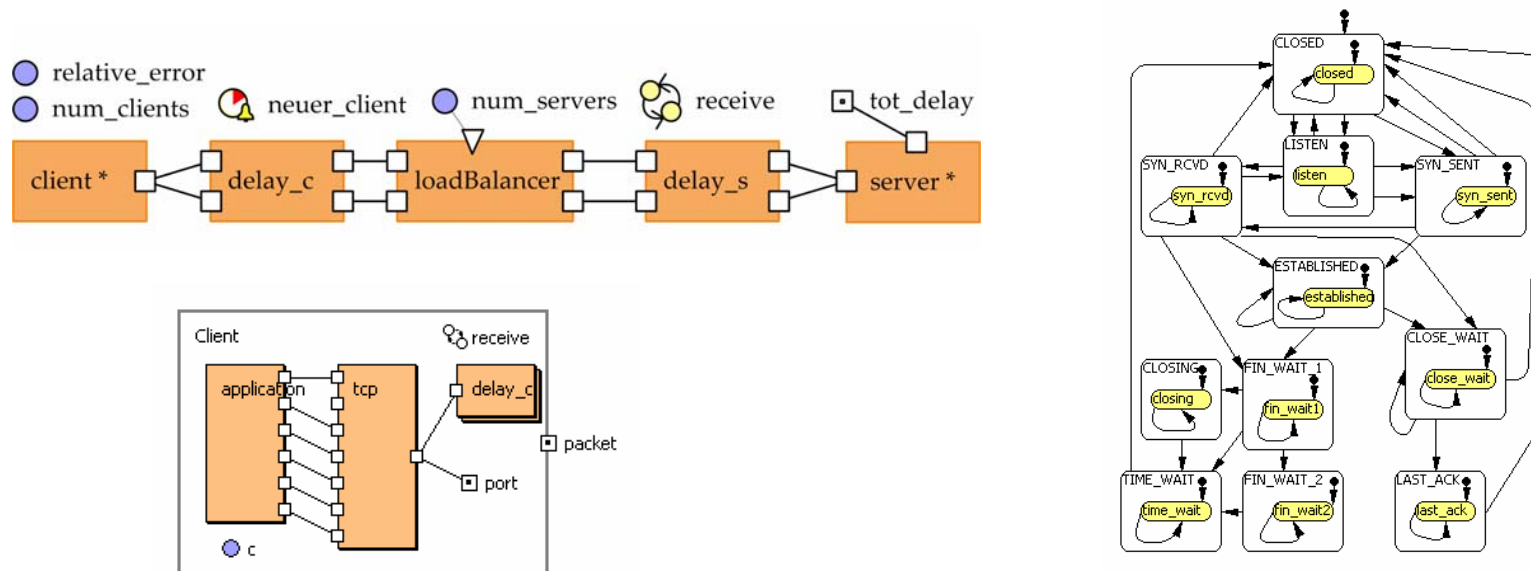 relative_error
num_clients
neuer_client
num_servers
receive
tot_delay
client *
delay_c
loadBalancer
delay_s
server *
Client
receive
application
tcp
delay_c
packet
port
c
CLOSED
closed
LISTEN
listen
SYN_RCVD
syn_rcvd
SYN_SENT
syn_sent
ESTABLISHED
established
CLOSE_WAIT
close_wait
CLOSING
closing
FIN_WAIT_1
fin_wait1
TIME_WAIT
time_wait
FIN_WAIT_2
fin_wait2
LAST_ACK
last_ack